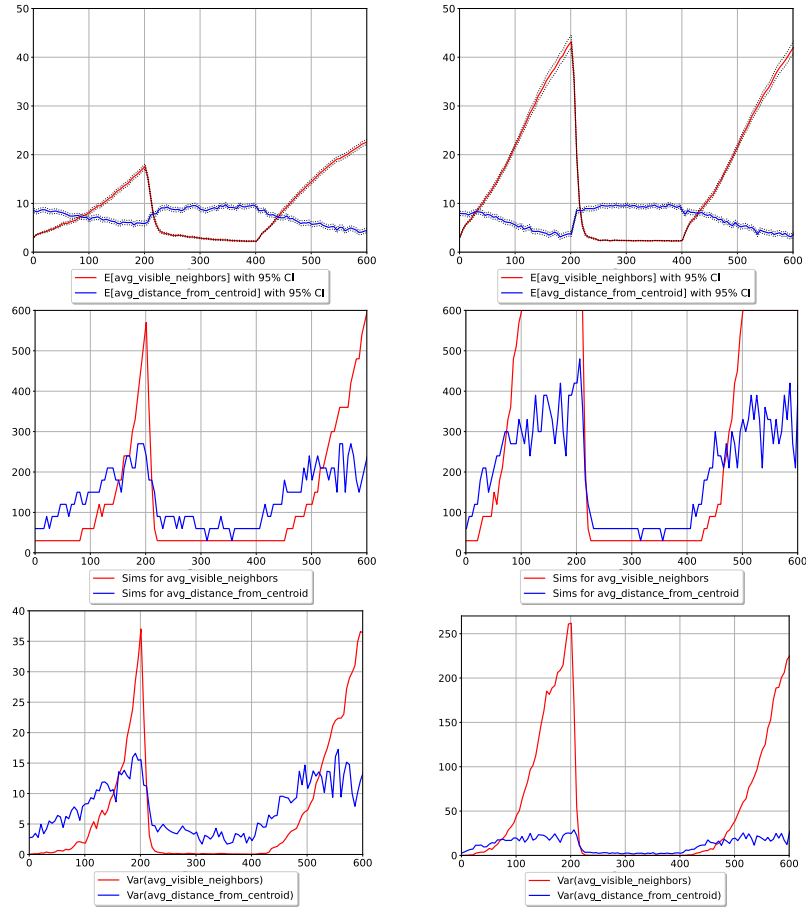 50
40
30
20
10
0
0 100 200 300 400 500 600
E[avg_visible_neighbors] with 95% CI
E[avg_distance_from_centroid] with 95% CI
50
40
30
20
10
0
0 100 200 300 400 500 600
E[avg_visible_neighbors] with 95% CI
E[avg_distance_from_centroid] with 95% CI
600
500
400
300
200
100
0
0 100 200 300 400 500 600
Sims for avg_visible_neighbors
Sims for avg_distance_from_centroid
600
500
400
300
200
100
0
0 100 200 300 400 500 600
Sims for avg_visible_neighbors
Sims for avg_distance_from_centroid
40
35
30
25
20
15
10
5
0
0 100 200 300 400 500 600
Var(avg_visible_neighbors)
Var(avg_distance_from_centroid)
250
200
150
100
50
0
0 100 200 300 400 500 600
Var(avg_visible_neighbors)
Var(avg_distance_from_centroid)